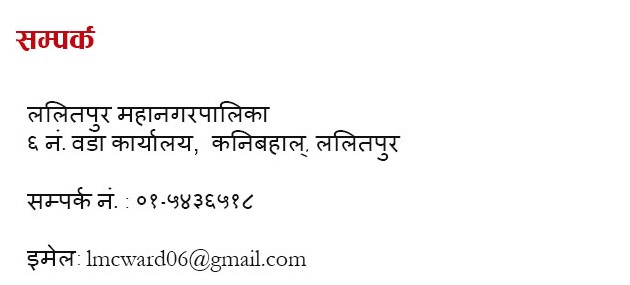 सम्पर्क
ललितपुर महानगरपालिका
६ नं. वडा कार्यालय, कनिबहाल्, ललितपुर
सम्पर्क नं. : ०१-५४३६५१८
इमेल: lmcward06@gmail.com